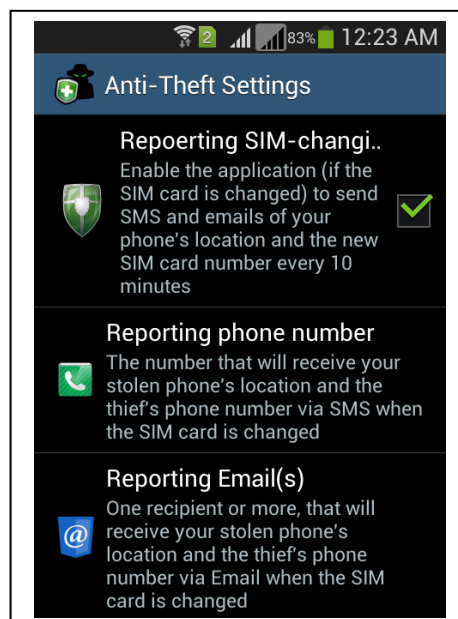 2 83% 12:23 AM
Anti-Theft Settings
Repoerting SIM-changi..
Enable the application (if the
SIM card is changed) to send
SMS and emails of your
phone's location and the new
SIM card number every 10
minutes
Reporting phone number
The number that will receive your
stolen phone's location and the
thief's phone number via SMS when
the SIM card is changed
Reporting Email(s)
One recipient or more, that will
receive your stolen phone's
location and the thief's phone
number via Email when the SIM
card is changed